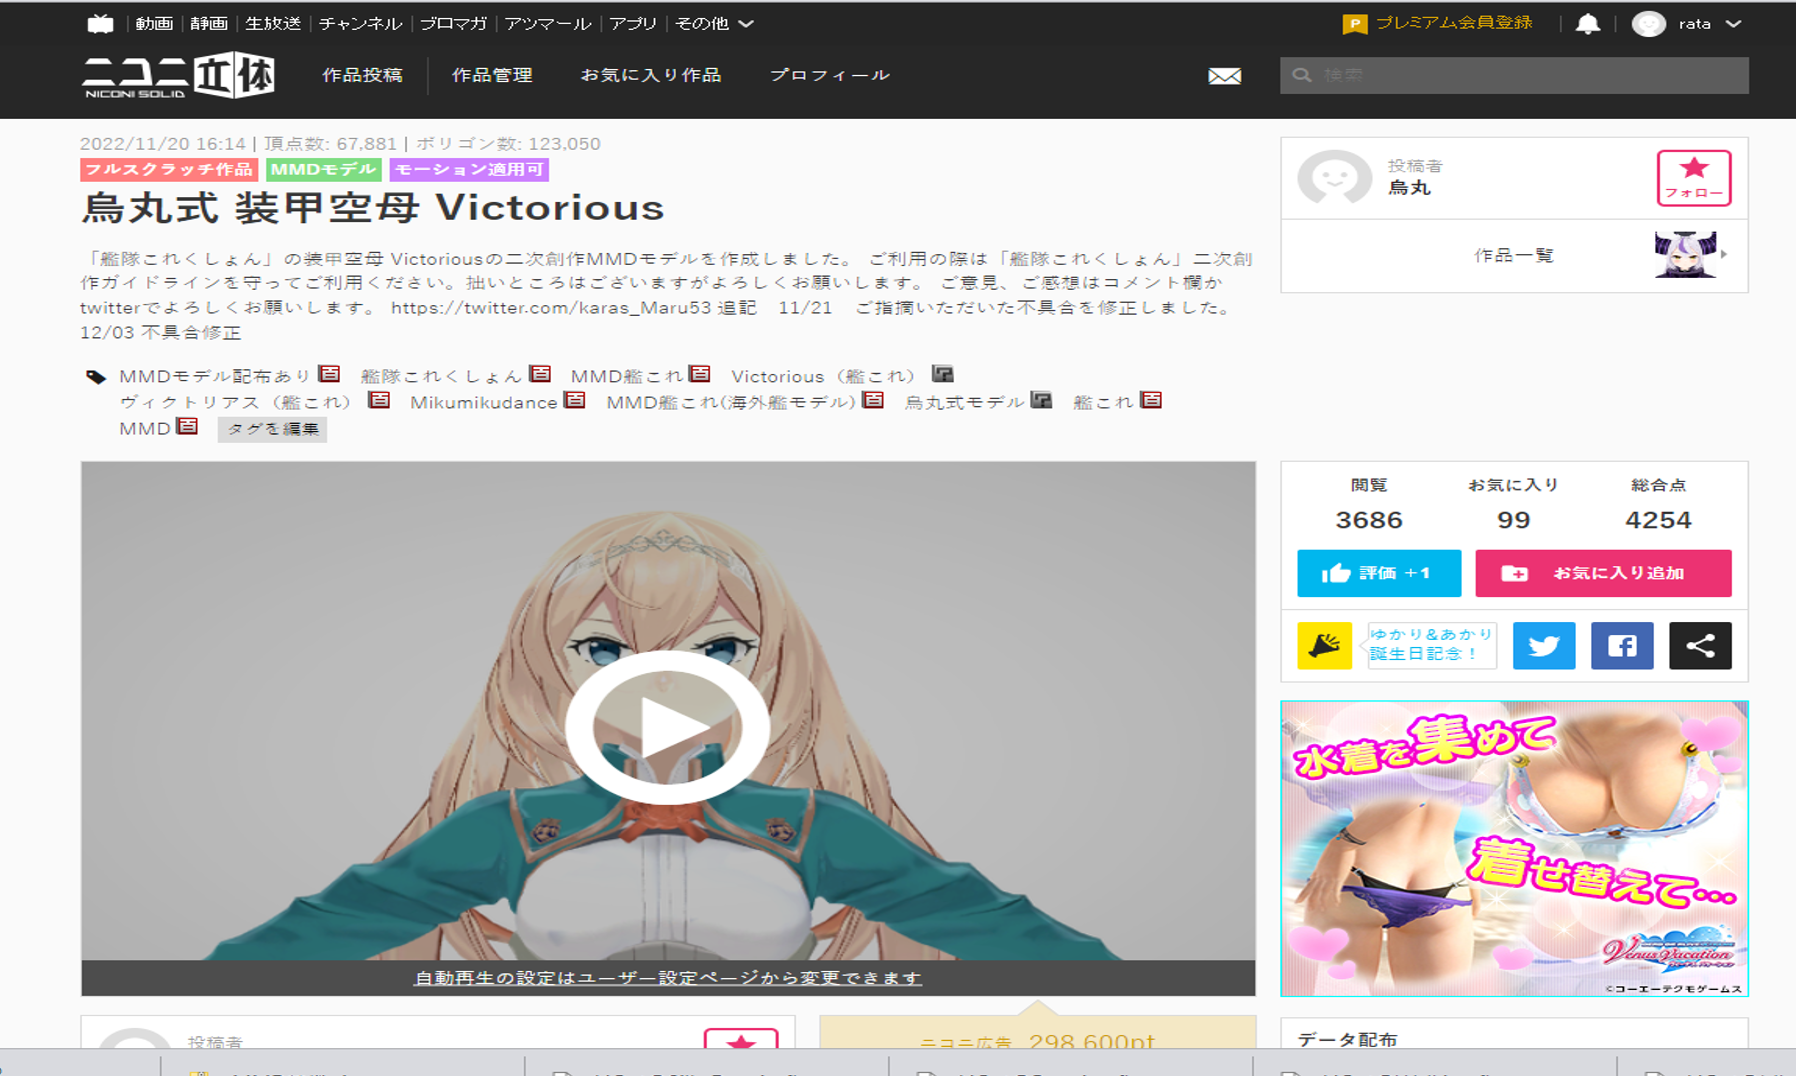 動画 静画 生放送 チャンネル ブロマガ アツマール アプリ その他
P プレミアム会員登録 rata
ニコニ立体
NICONI SOLID
作品投稿 作品管理 お気に入り作品 プロフィール
検索
2022/11/20 16:14 | 頂点数: 67,881 | ポリゴン数: 123,050
フルスクラッチ作品 MMDモデル モーション適用可
烏丸式 装甲空母 Victorious
「艦隊これくしょん」の装甲空母 Victoriousの二次創作MMDモデルを作成しました。 ご利用の際は「艦隊これくしょん」二次創
作ガイドラインを守ってご利用ください。拙いところはございますがよろしくお願いします。 ご意見、ご感想はコメント欄か
twitterでよろしくお願いします。 https://twitter.com/karas_Maru53 追記 11/21 ご指摘いただいた不具合を修正しました。
12/03 不具合修正
MMDモデル配布あり 艦隊これくしょん MMD艦これ Victorious（艦これ）
ヴィクトリアス（艦これ） Mikumikudance MMD艦これ(海外艦モデル) 烏丸式モデル 艦これ
MMD タグを編集
投稿者
烏丸
フォロー
作品一覧
自動再生の設定はユーザー設定ページから変更できます
閲覧 お気に入り 総合点
3686 99 4254
評価 +1 お気に入り追加
ゆかり&あかり
誕生日記念！
水着を集めて
着せ替えて…
Venus Vacation
©コーエーテクモゲームス
投稿者
ニコニ広告 298,600pt
データ配布